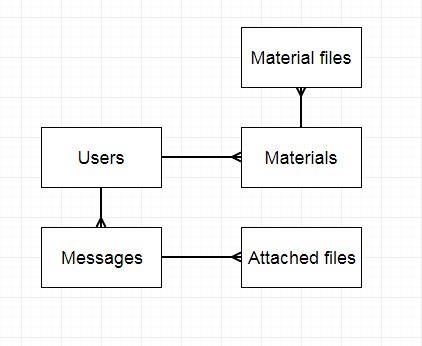 Material files
Users
Materials
Messages
Attached files